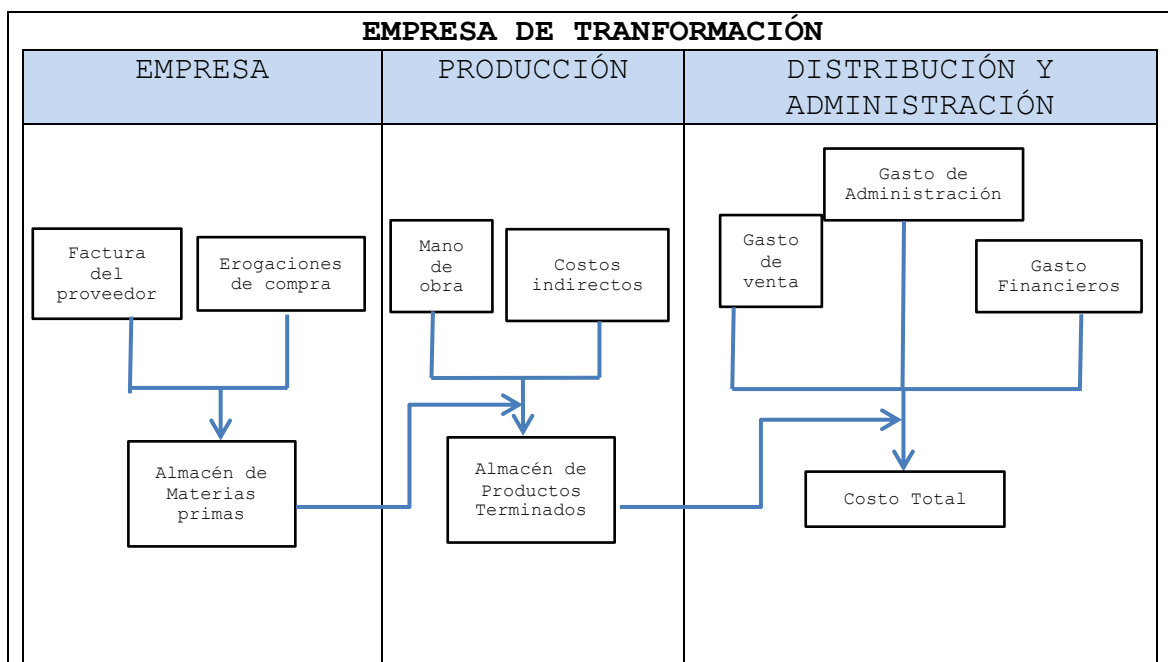 EMPRESA DE TRANFORMACIÓN
EMPRESA
PRODUCCIÓN
DISTRIBUCIÓN Y
ADMINISTRACIÓN
Factura
del
proveedor
Erogaciones
de compra
Almacén de
Materias
primas
Mano
de
obra
Costos
indirectos
Almacén de
Productos
Terminados
Gasto de
Administración
Gasto
de
venta
Gasto
Financieros
Costo Total